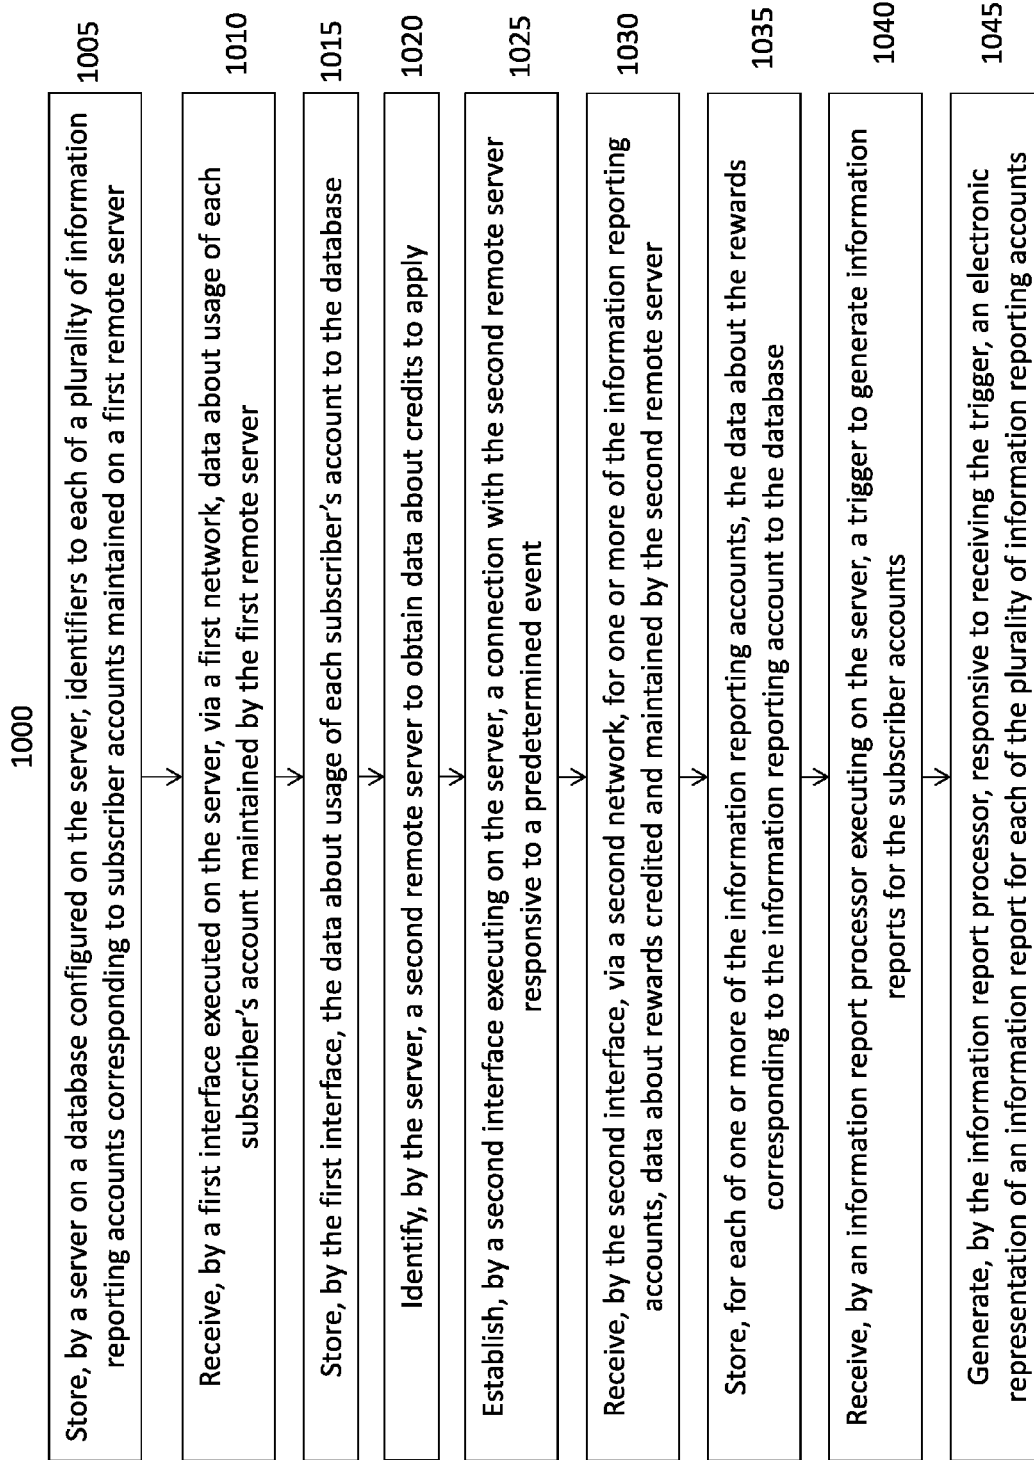 1000
Store, by a server on a database configured on the server, identifiers to each of a plurality of information
reporting accounts corresponding to subscriber accounts maintained on a first remote server
1005
Receive, by a first interface executed on the server, via a first network, data about usage of each
subscriber's account maintained by the first remote server
1010
Store, by the first interface, the data about usage of each subscriber's account to the database
1015
Identify, by the server, a second remote server to obtain data about credits to apply
1020
Establish, by a second interface executing on the server, a connection with the second remote server
responsive to a predetermined event
1025
Receive, by the second interface, via a second network, for one or more of the information reporting
accounts, data about rewards credited and maintained by the second remote server
1030
Store, for each of one or more of the information reporting accounts, the data about the rewards
corresponding to the information reporting account to the database
1035
Receive, by an information report processor executing on the server, a trigger to generate information
reports for the subscriber accounts
1040
Generate, by the information report processor, responsive to receiving the trigger, an electronic
representation of an information report for each of the plurality of information reporting accounts
1045